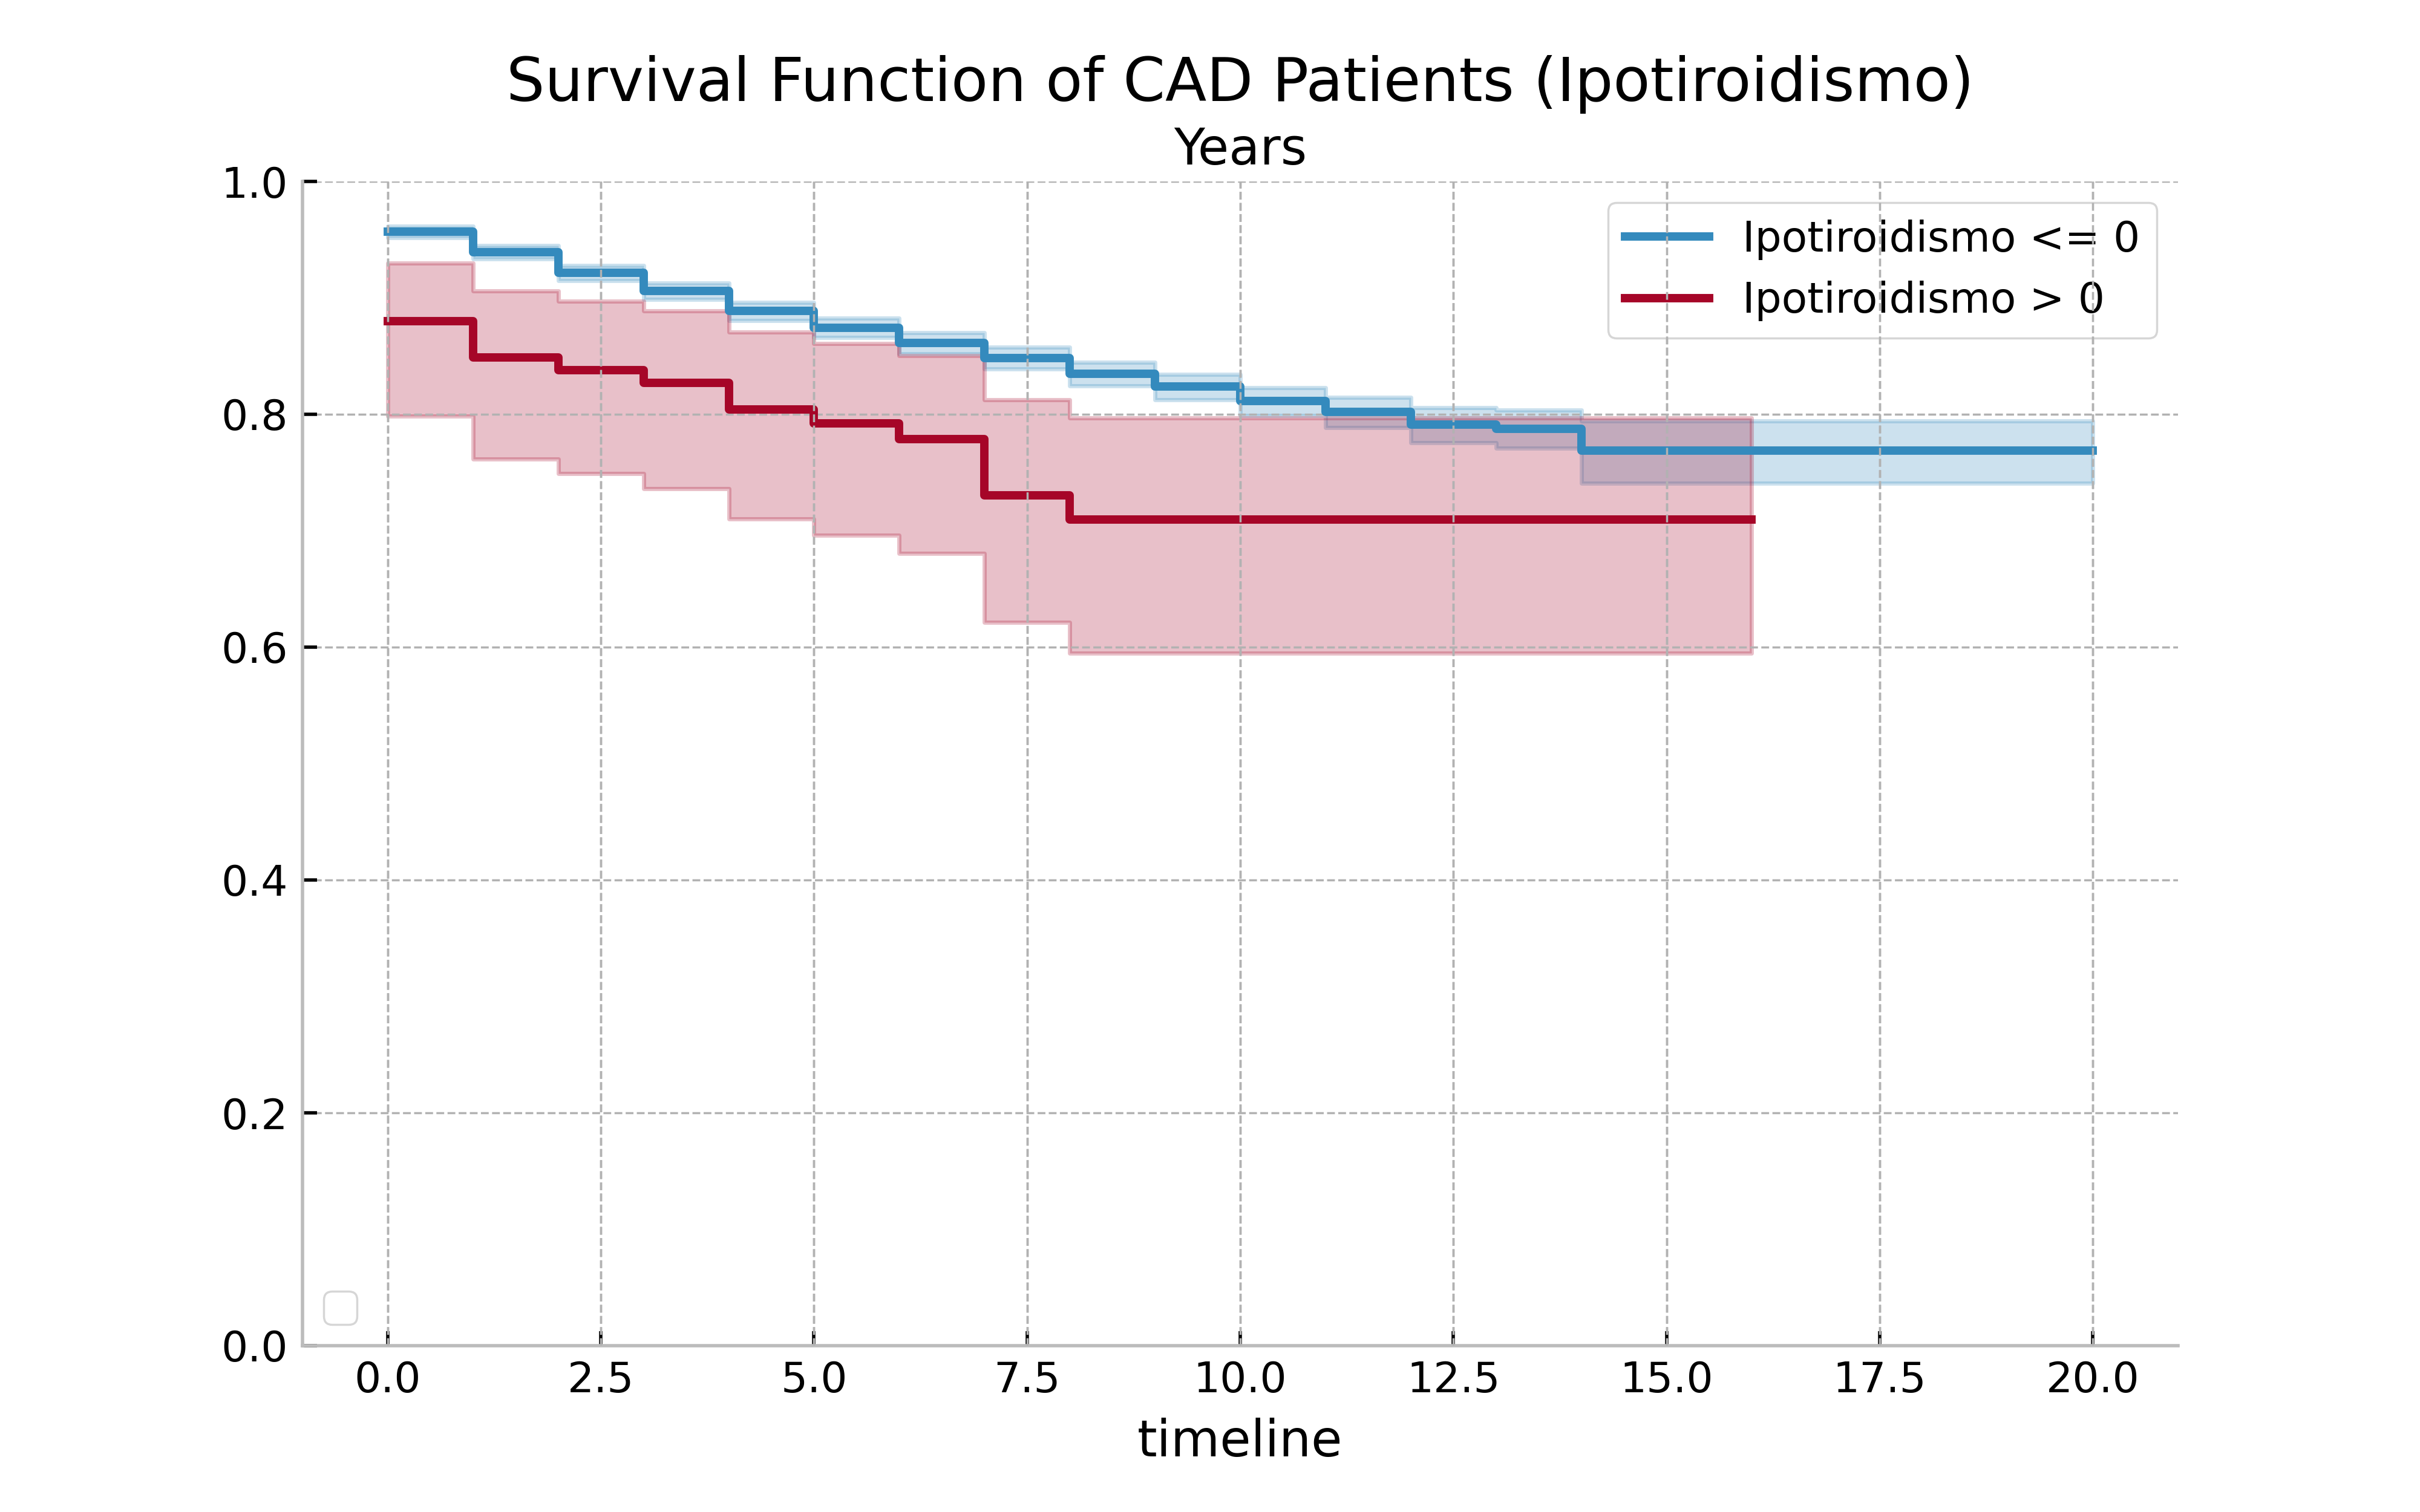 Survival Function of CAD Patients (Ipotiroidismo)
Years
1.0
0.8
0.6
0.4
0.2
0.0
Ipotiroidismo <= 0
Ipotiroidismo > 0
0.0 2.5 5.0 7.5 10.0 12.5 15.0 17.5 20.0
timeline